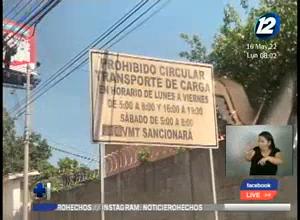 12
16 May.22
Lun 08:02
PROHIBIDO CIRCULAR
TRANSPORTE DE CARGA
EN HORARIO DE LUNES A VIERNES
DE 5:00 A 8:00 Y 16:00 A 19:00
SÁBADO DE 5:00 A 8:00
VMT SANCIONARÁ
LIVE
FACEBOOK
ROHECHOS // INSTAGRAM: NOTICIEROHECHOS